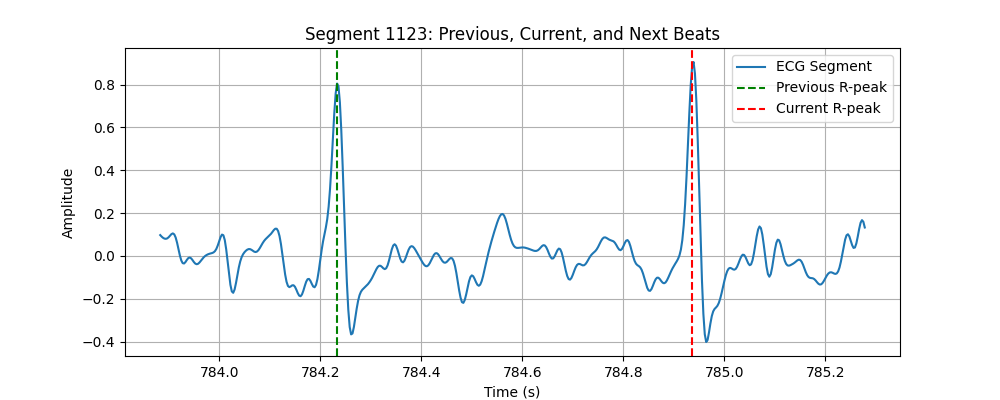 Segment 1123: Previous, Current, and Next Beats
ECG Segment
Previous R-peak
Current R-peak
Amplitude
0.8
0.6
0.4
0.2
0.0
−0.2
−0.4
784.0 784.2 784.4 784.6 784.8 785.0 785.2
Time (s)